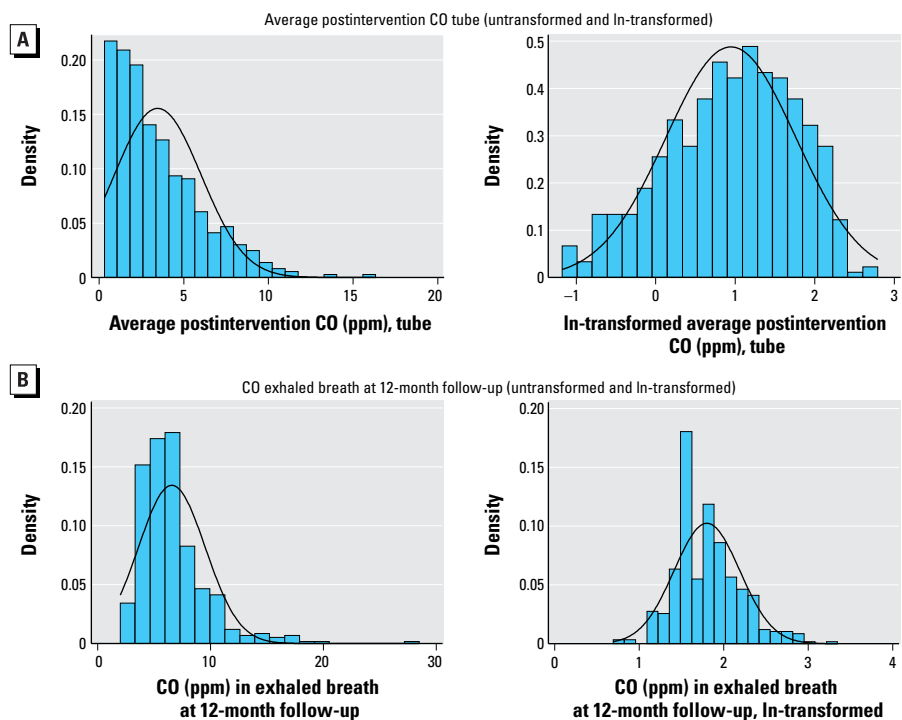 A
Average postintervention CO tube (untransformed and ln-transformed)
Density
0.20
0.15
0.10
0.05
0
0
5
10
15
20
Average postintervention CO (ppm), tube
Density
0.5
0.4
0.3
0.2
0.1
0
–1
0
1
2
3
ln-transformed average postintervention
CO (ppm), tube
B
CO exhaled breath at 12-month follow-up (untransformed and ln-transformed)
Density
0.20
0.15
0.10
0.05
0
0
10
20
30
CO (ppm) in exhaled breath
at 12-month follow-up
Density
0.20
0.15
0.10
0.05
0
0
1
2
3
4
CO (ppm) in exhaled breath
at 12-month follow-up, ln-transformed